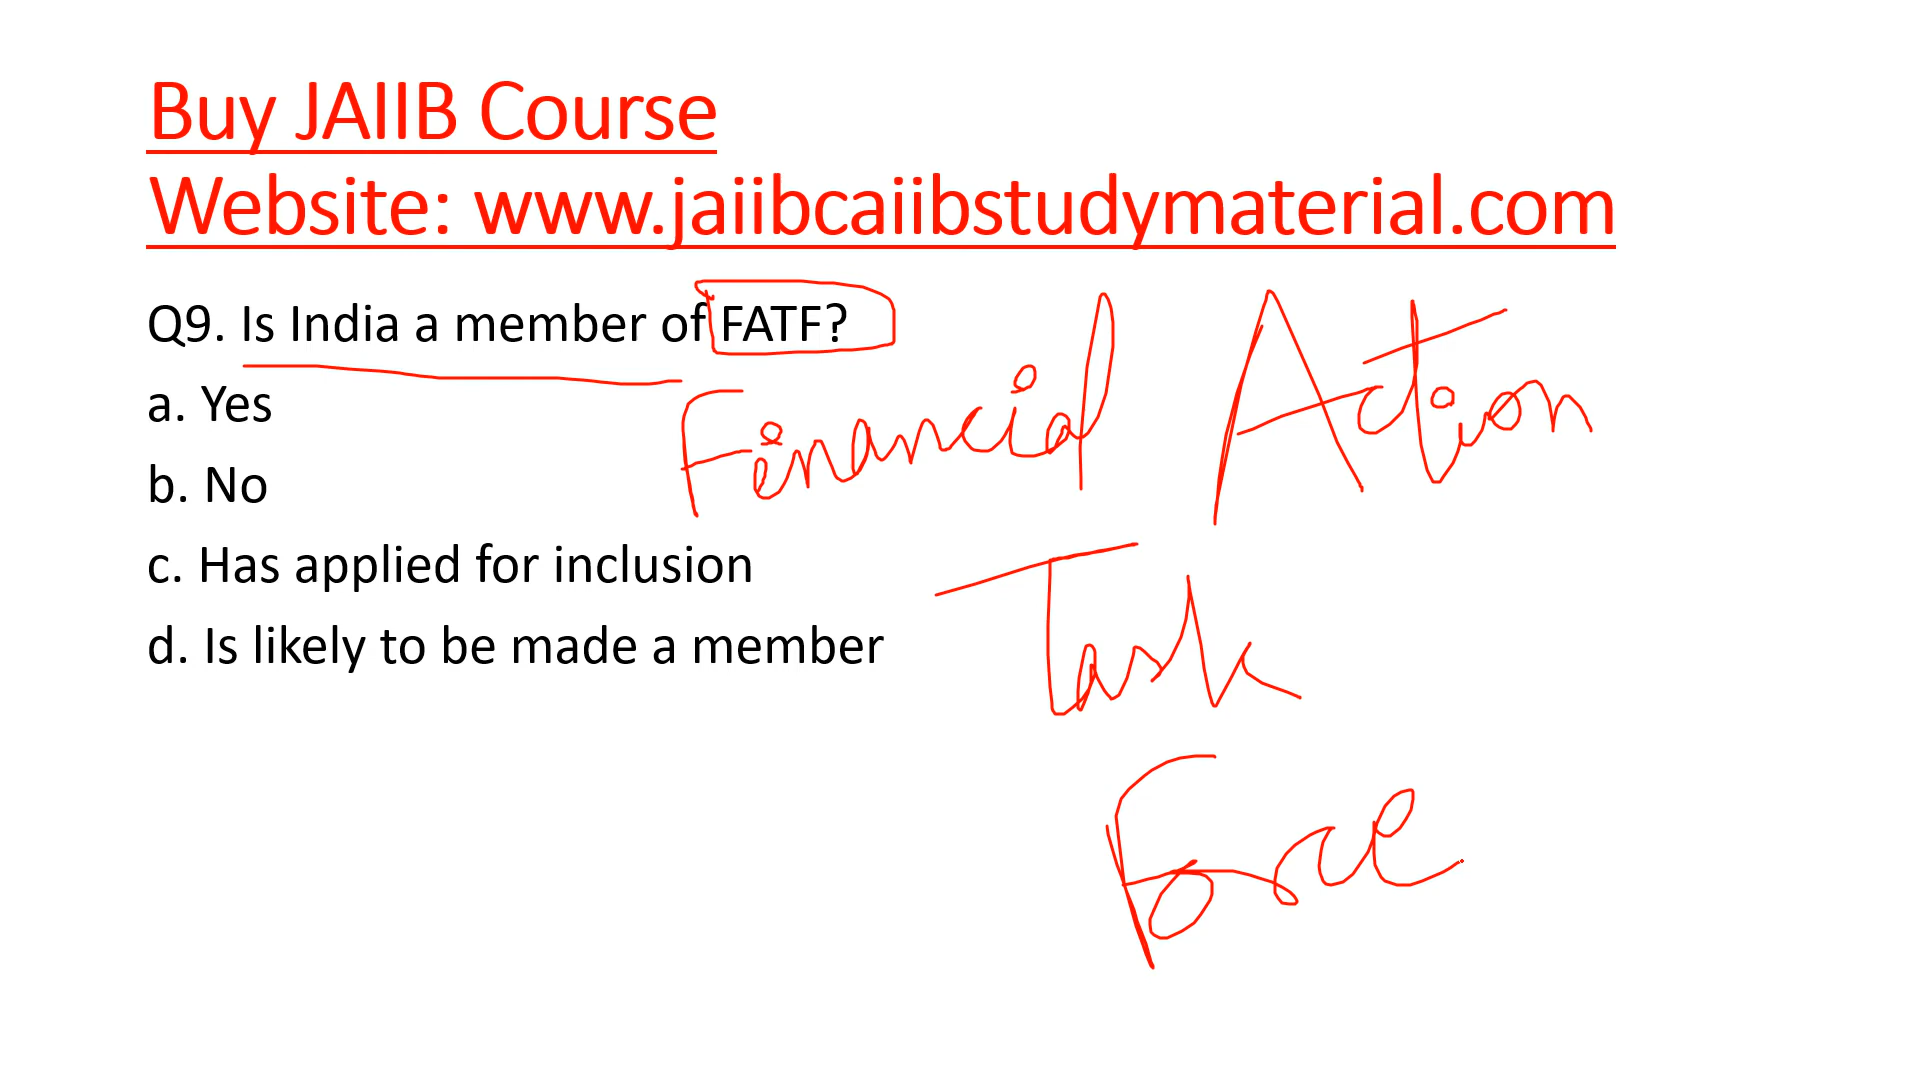 Buy JAIIB Course
Website: www.jaiibcaiibstudymaterial.com
Q9. Is India a member of FATF?
a. Yes
b. No
c. Has applied for inclusion
d. Is likely to be made a member
Financial Action
Task
Force